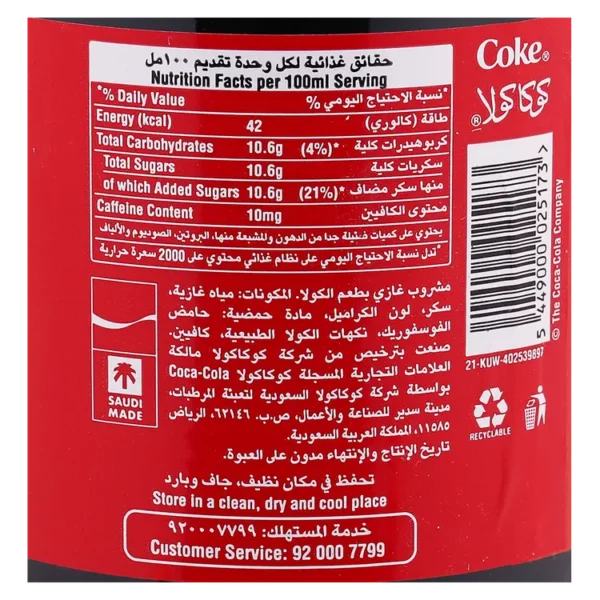 Coke®
كوكاكولا®
حقائق غذائية لكل وحدة تقديم ١٠٠مل
Nutrition Facts per 100ml Serving
*% Daily Value *نسبة الاحتياج اليومي %
Energy (kcal) 42 طاقة (كالوري)
Total Carbohydrates 10.6g (4%)* كربوهيدرات كلية
Total Sugars 10.6g سكريات كلية
of which Added Sugars 10.6g (21%)* منها سكر مضاف
Caffeine Content 10mg محتوى الكافيين
يحتوي على كميات ضئيلة جدا من الدهون والمشبعة منها، البروتين، الصوديوم والألياف
*تدل نسبة الاحتياج اليومي على نظام غذائي محتوي على 2000 سعرة حرارية
مشروب غازي بطعم الكولا. المكونات: مياه غازية،
سكر، لون الكراميل، مادة حمضية: حامض
الفوسفوريك، نكهات الكولا الطبيعية، كافيين.
صنعت بترخيص من شركة كوكاكولا مالكة
العلامات التجارية المسجلة كوكاكولا Coca-Cola
بواسطة شركة كوكاكولا السعودية لتعبئة المرطبات،
مدينة سدير للصناعة والأعمال، ص.ب. ٦٢١٤٦، الرياض
١١٥٨٥، المملكة العربية السعودية.
تاريخ الإنتاج والإنتهاء مدون على العبوة.
SAUDI
MADE
5 449000 025173 >
© The Coca-Cola Company
21-KUW-402539897
RECYCLABLE
تحفظ في مكان نظيف، جاف وبارد
Store in a clean, dry and cool place
خدمة المستهلك: ٩٢٠٠٠٧٧٩٩
Customer Service: 92 000 7799